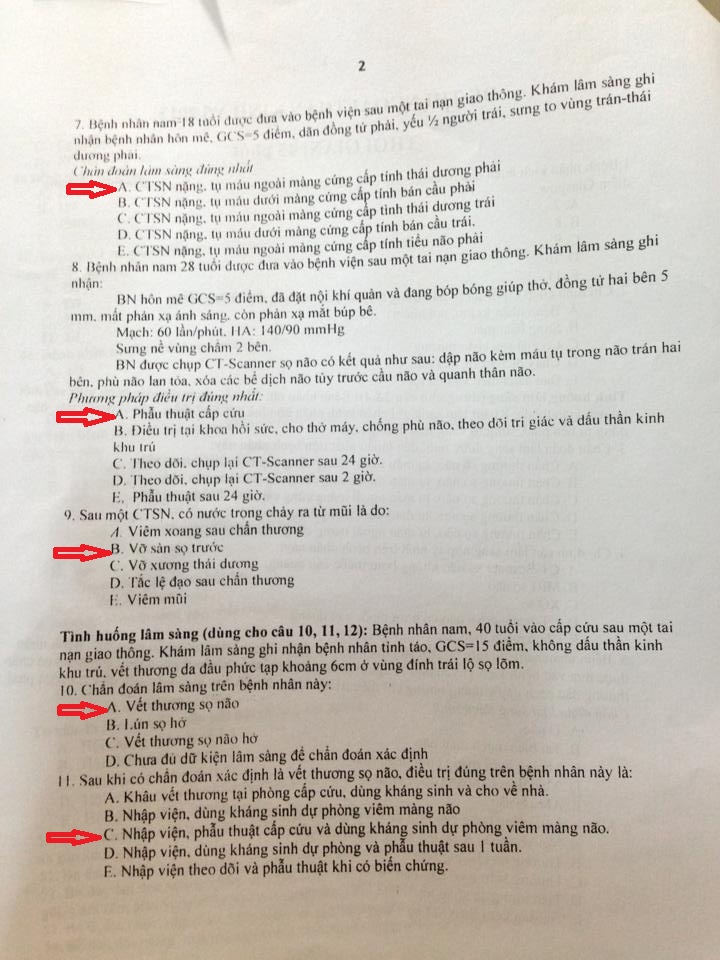 2
7. Bệnh nhân nam 18 tuổi được đưa vào bệnh viện sau một tai nạn giao thông. Khám lâm sàng ghi
nhận bệnh nhân hôn mê, GCS=5 điểm, dãn đồng tử phải, yếu ½ người trái, sưng to vùng trán-thái
dương phải.
Chẩn đoán lâm sàng đúng nhất
A. CTSN nặng, tụ máu ngoài màng cứng cấp tính thái dương phải
B. CTSN nặng, tụ máu dưới màng cứng cấp tính bán cầu phải
C. CTSN nặng, tụ máu ngoài màng cứng cấp tính thái dương trái
D. CTSN nặng, tụ máu dưới màng cứng cấp tính bán cầu trái.
E. CTSN nặng, tụ máu ngoài màng cứng cấp tính tiểu não phải
8. Bệnh nhân nam 28 tuổi được đưa vào bệnh viện sau một tai nạn giao thông. Khám lâm sàng ghi
nhận:
BN hôn mê GCS=5 điểm, đã đặt nội khí quản và đang bóp bóng giúp thở, đồng tử hai bên 5
mm, mất phản xạ ánh sáng, còn phản xạ mắt búp bê.
Mạch: 60 lần/phút, HA: 140/90 mmHg
Sưng nề vùng chẩm 2 bên.
BN được chụp CT-Scanner sọ não có kết quả như sau: dập não kèm máu tụ trong não trán hai
bên, phù não lan tỏa, xóa các bể dịch não tủy trước cầu não và quanh thân não.
Phương pháp điều trị đúng nhất:
A. Phẫu thuật cấp cứu
B. Điều trị tại khoa hồi sức, cho thở máy, chống phù não, theo dõi tri giác và dấu thần kinh
khu trú
C. Theo dõi, chụp lại CT-Scanner sau 24 giờ.
D. Theo dõi, chụp lại CT-Scanner sau 2 giờ.
E. Phẫu thuật sau 24 giờ.
9. Sau một CTSN, có nước trong chảy ra từ mũi là do:
A. Viêm xoang sau chấn thương
B. Vỡ sàn sọ trước
C. Vỡ xương thái dương
D. Tắc lệ đạo sau chấn thương
E. Viêm mũi
Tình huống lâm sàng (dùng cho câu 10, 11, 12): Bệnh nhân nam, 40 tuổi vào cấp cứu sau một tai
nạn giao thông. Khám lâm sàng ghi nhận bệnh nhân tỉnh táo, GCS=15 điểm, không dấu thần kinh
khu trú, vết thương da đầu phức tạp khoảng 6cm ở vùng đính trái lộ sọ lõm.
10. Chẩn đoán lâm sàng trên bệnh nhân này:
A. Vết thương sọ não
B. Lún sọ hở
C. Vết thương sọ não hở
D. Chưa đủ dữ kiện lâm sàng để chẩn đoán xác định
11. Sau khi có chẩn đoán xác định là vết thương sọ não, điều trị đúng trên bệnh nhân này là:
A. Khâu vết thương tại phòng cấp cứu, dùng kháng sinh và cho về nhà.
B. Nhập viện, dùng kháng sinh dự phòng viêm màng não
C. Nhập viện, phẫu thuật cấp cứu và dùng kháng sinh dự phòng viêm màng não.
D. Nhập viện, dùng kháng sinh dự phòng và phẫu thuật sau 1 tuần.
E. Nhập viện theo dõi và phẫu thuật khi có biến chứng.